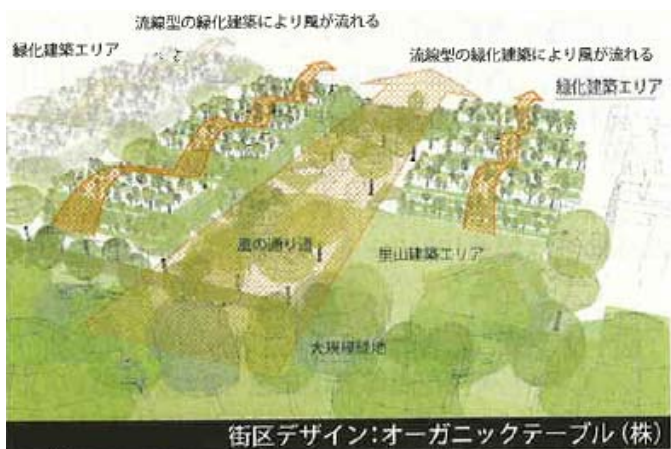 流線型の緑化建築により風が流れる
緑化建築エリア
流線型の緑化建築により風が流れる
緑化建築エリア
風の通り道
里山建築エリア
大規模緑地
街区デザイン:オーガニックテーブル(株)